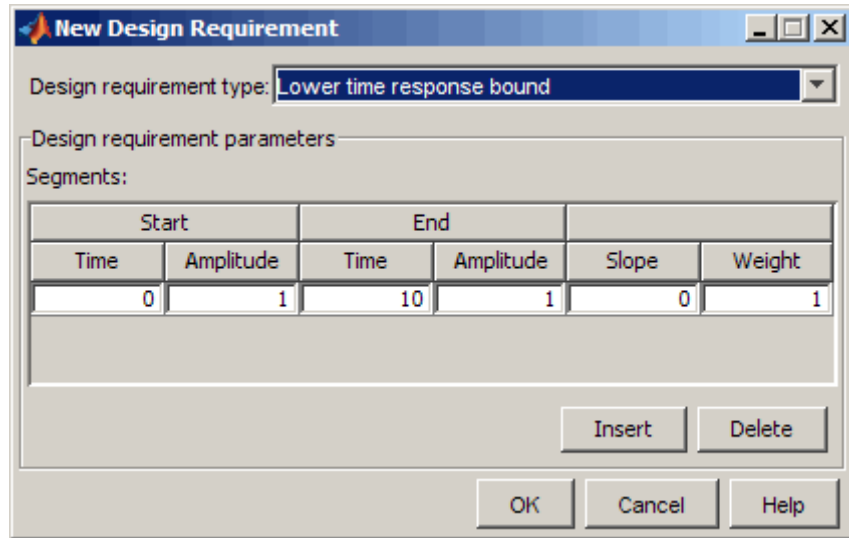 New Design Requirement
Design requirement type: Lower time response bound
Design requirement parameters
Segments:
Start End
Time Amplitude Time Amplitude Slope Weight
0 1 10 1 0 1
Insert Delete
OK Cancel Help